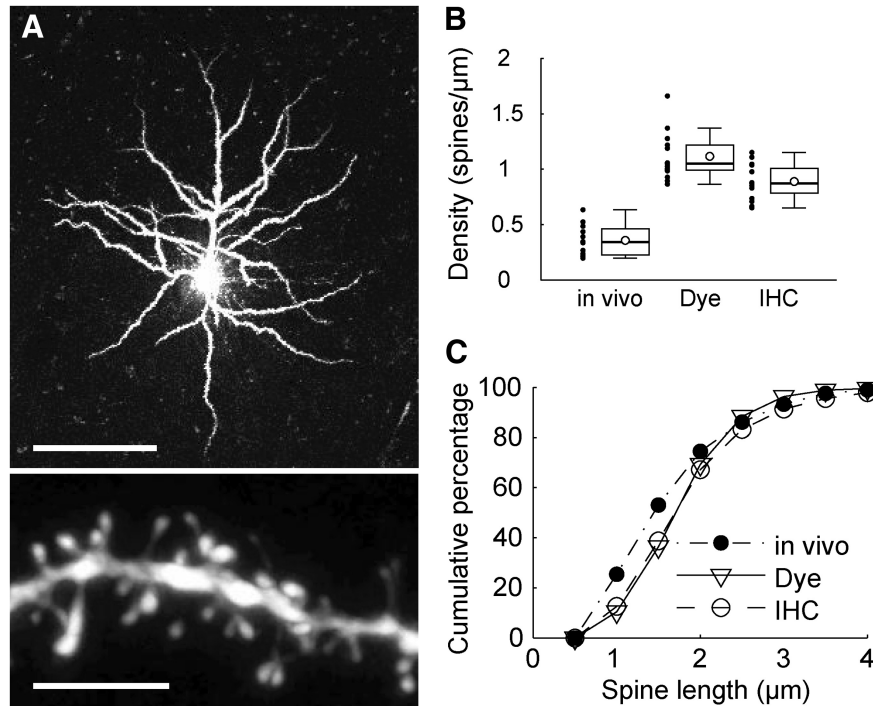 A
B
Density (spines/μm)
2
1.5
1
0.5
0
in vivo
Dye
IHC
C
Cumulative percentage
100
80
60
40
20
0
in vivo
Dye
IHC
0
1
2
3
4
Spine length (μm)